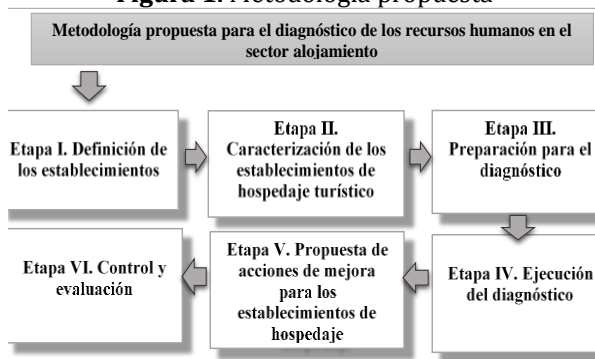 Figura 1. Metodología propuesta
Metodología propuesta para el diagnóstico de los recursos humanos en el
sector alojamiento
Etapa I. Definición de
los establecimientos
Etapa II.
Caracterización de los
establecimientos de
hospedaje turístico
Etapa III.
Preparación para el
diagnóstico
Etapa IV. Ejecución
del diagnóstico
Etapa V. Propuesta de
acciones de mejora
para los
establecimientos de
hospedaje
Etapa VI. Control y
evaluación